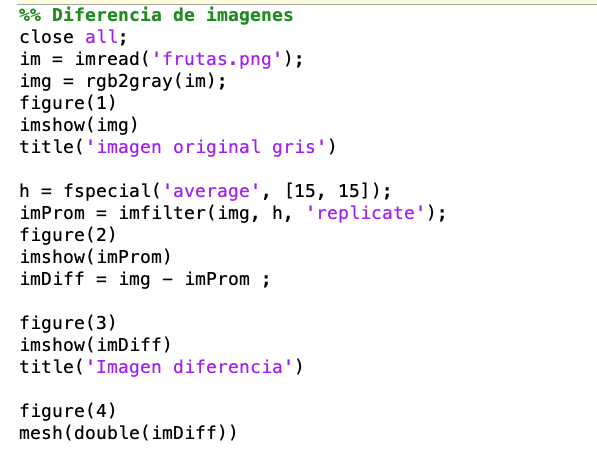 %% Diferencia de imagenes
close all;
im = imread('frutas.png');
img = rgb2gray(im);
figure(1)
imshow(img)
title('imagen original gris')
h = fspecial('average', [15, 15]);
imProm = imfilter(img, h, 'replicate');
figure(2)
imshow(imProm)
imDiff = img - imProm ;
figure(3)
imshow(imDiff)
title('Imagen diferencia')
figure(4)
mesh(double(imDiff))